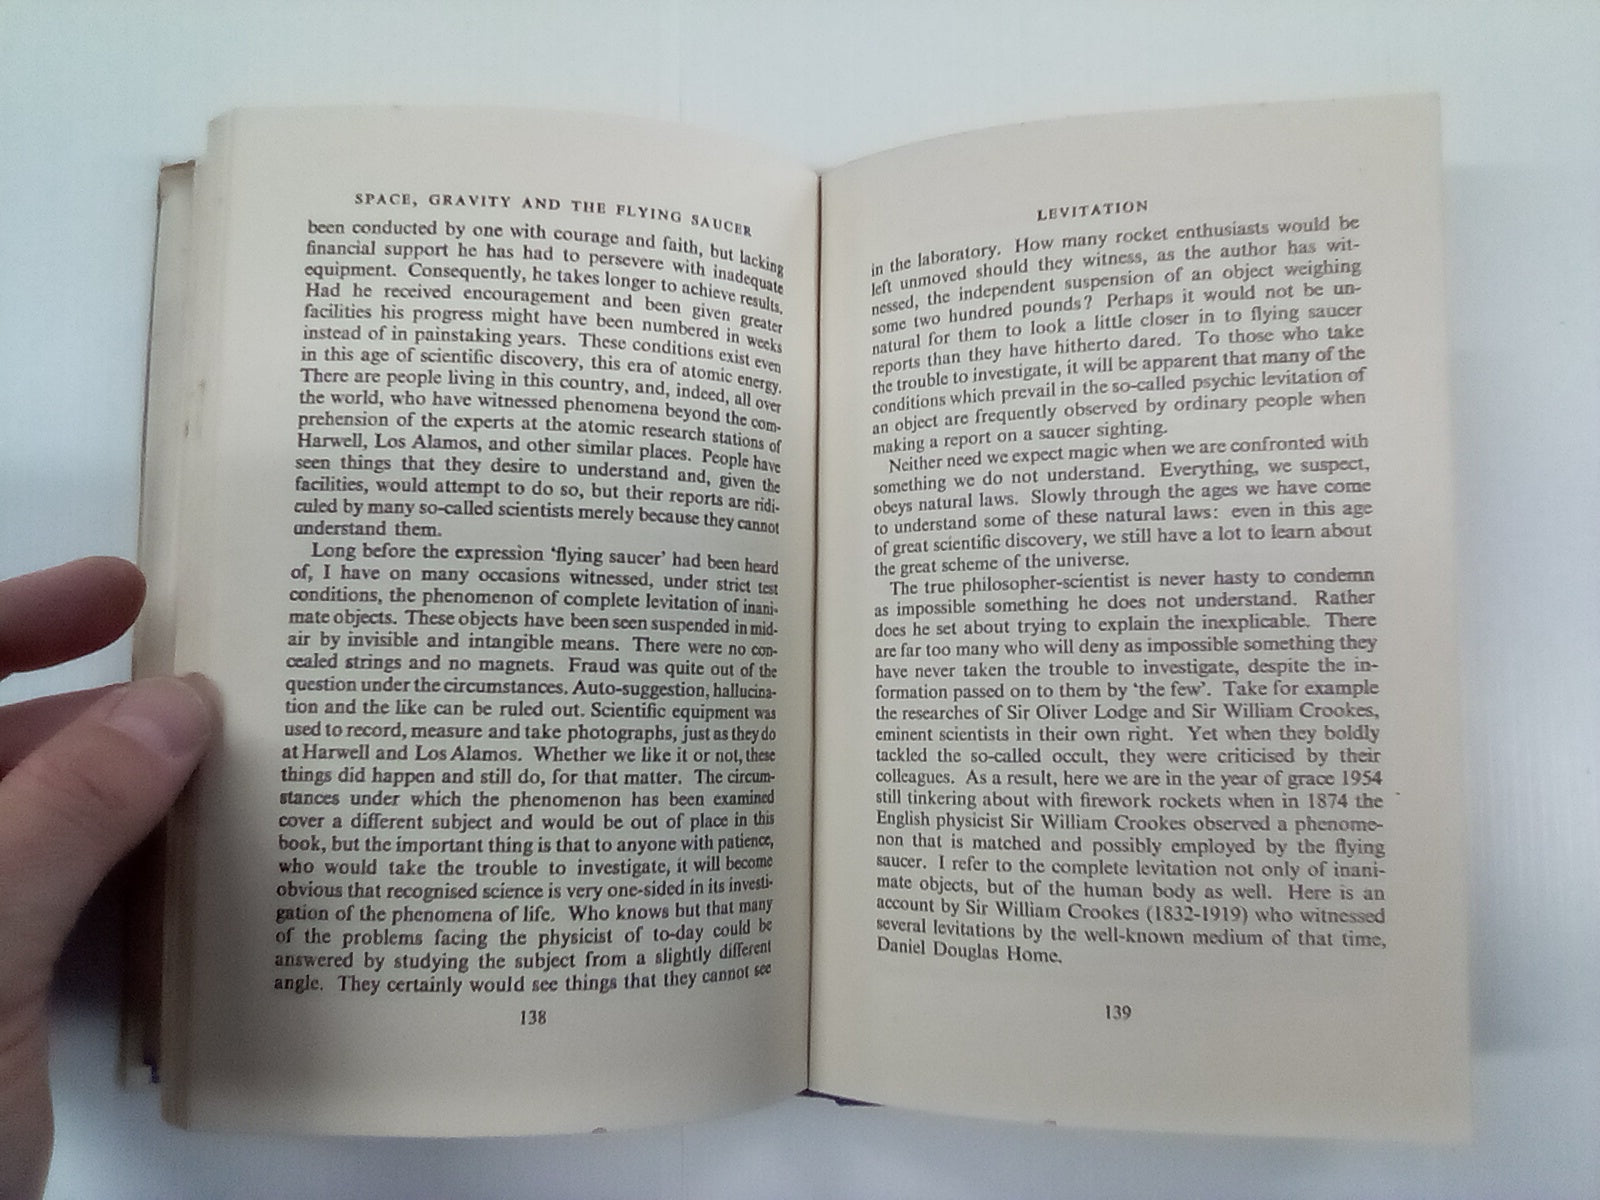 SPACE, GRAVITY AND THE FLYING SAUCER
been conducted by one with courage and faith, but lacking
financial support he has had to persevere with inadequate
equipment. Consequently, he takes longer to achieve results.
Had he received encouragement and been given greater
facilities his progress might have been numbered in weeks
instead of in painstaking years. These conditions exist even
in this age of scientific discovery, this era of atomic energy.
There are people living in this country, and, indeed, all over
the world, who have witnessed phenomena beyond the com-
prehension of the experts at the atomic research stations of
Harwell, Los Alamos, and other similar places. People have
seen things that they desire to understand and, given the
facilities, would attempt to do so, but their reports are ridi-
culed by many so-called scientists merely because they cannot
understand them.
Long before the expression 'flying saucer' had been heard
of, I have on many occasions witnessed, under strict test
conditions, the phenomenon of complete levitation of inani-
mate objects. These objects have been seen suspended in mid-
air by invisible and intangible means. There were no con-
cealed strings and no magnets. Fraud was quite out of the
question under the circumstances. Auto-suggestion, hallucina-
tion and the like can be ruled out. Scientific equipment was
used to record, measure and take photographs, just as they do
at Harwell and Los Alamos. Whether we like it or not, these
things did happen and still do, for that matter. The circum-
stances under which the phenomenon has been examined
cover a different subject and would be out of place in this
book, but the important thing is that to anyone with patience,
who would take the trouble to investigate, it will become
obvious that recognised science is very one-sided in its investi-
gation of the phenomena of life. Who knows but that many
of the problems facing the physicist of to-day could be
answered by studying the subject from a slightly different
angle. They certainly would see things that they cannot see
138
LEVITATION
in the laboratory. How many rocket enthusiasts would be
left unmoved should they witness, as the author has wit-
nessed, the independent suspension of an object weighing
some two hundred pounds? Perhaps it would not be un-
natural for them to look a little closer in to flying saucer
reports than they have hitherto dared. To those who take
the trouble to investigate, it will be apparent that many of the
conditions which prevail in the so-called psychic levitation of
an object are frequently observed by ordinary people when
making a report on a saucer sighting.
Neither need we expect magic when we are confronted with
something we do not understand. Everything, we suspect,
obeys natural laws. Slowly through the ages we have come
to understand some of these natural laws: even in this age
of great scientific discovery, we still have a lot to learn about
the great scheme of the universe.
The true philosopher-scientist is never hasty to condemn
as impossible something he does not understand. Rather
does he set about trying to explain the inexplicable. There
are far too many who will deny as impossible something they
have never taken the trouble to investigate, despite the in-
formation passed on to them by 'the few'. Take for example
the researches of Sir Oliver Lodge and Sir William Crookes,
eminent scientists in their own right. Yet when they boldly
tackled the so-called occult, they were criticised by their
colleagues. As a result, here we are in the year of grace 1954
still tinkering about with firework rockets when in 1874 the
English physicist Sir William Crookes observed a phenome-
non that is matched and possibly employed by the flying
saucer. I refer to the complete levitation not only of inani-
mate objects, but of the human body as well. Here is an
account by Sir William Crookes (1832-1919) who witnessed
several levitations by the well-known medium of that time,
Daniel Douglas Home.
139